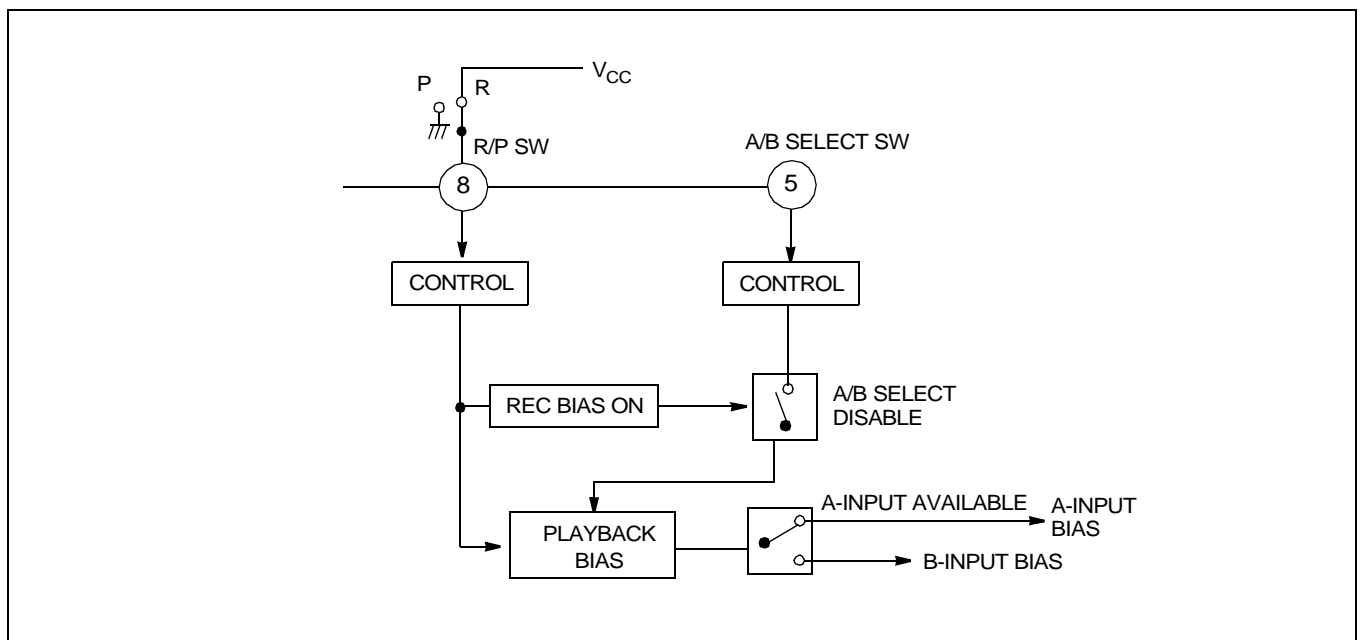 V_CC
P
R
R/P SW
A/B SELECT SW
8
5
CONTROL
CONTROL
REC BIAS ON
A/B SELECT
DISABLE
A-INPUT AVAILABLE
A-INPUT
BIAS
PLAYBACK
BIAS
B-INPUT BIAS